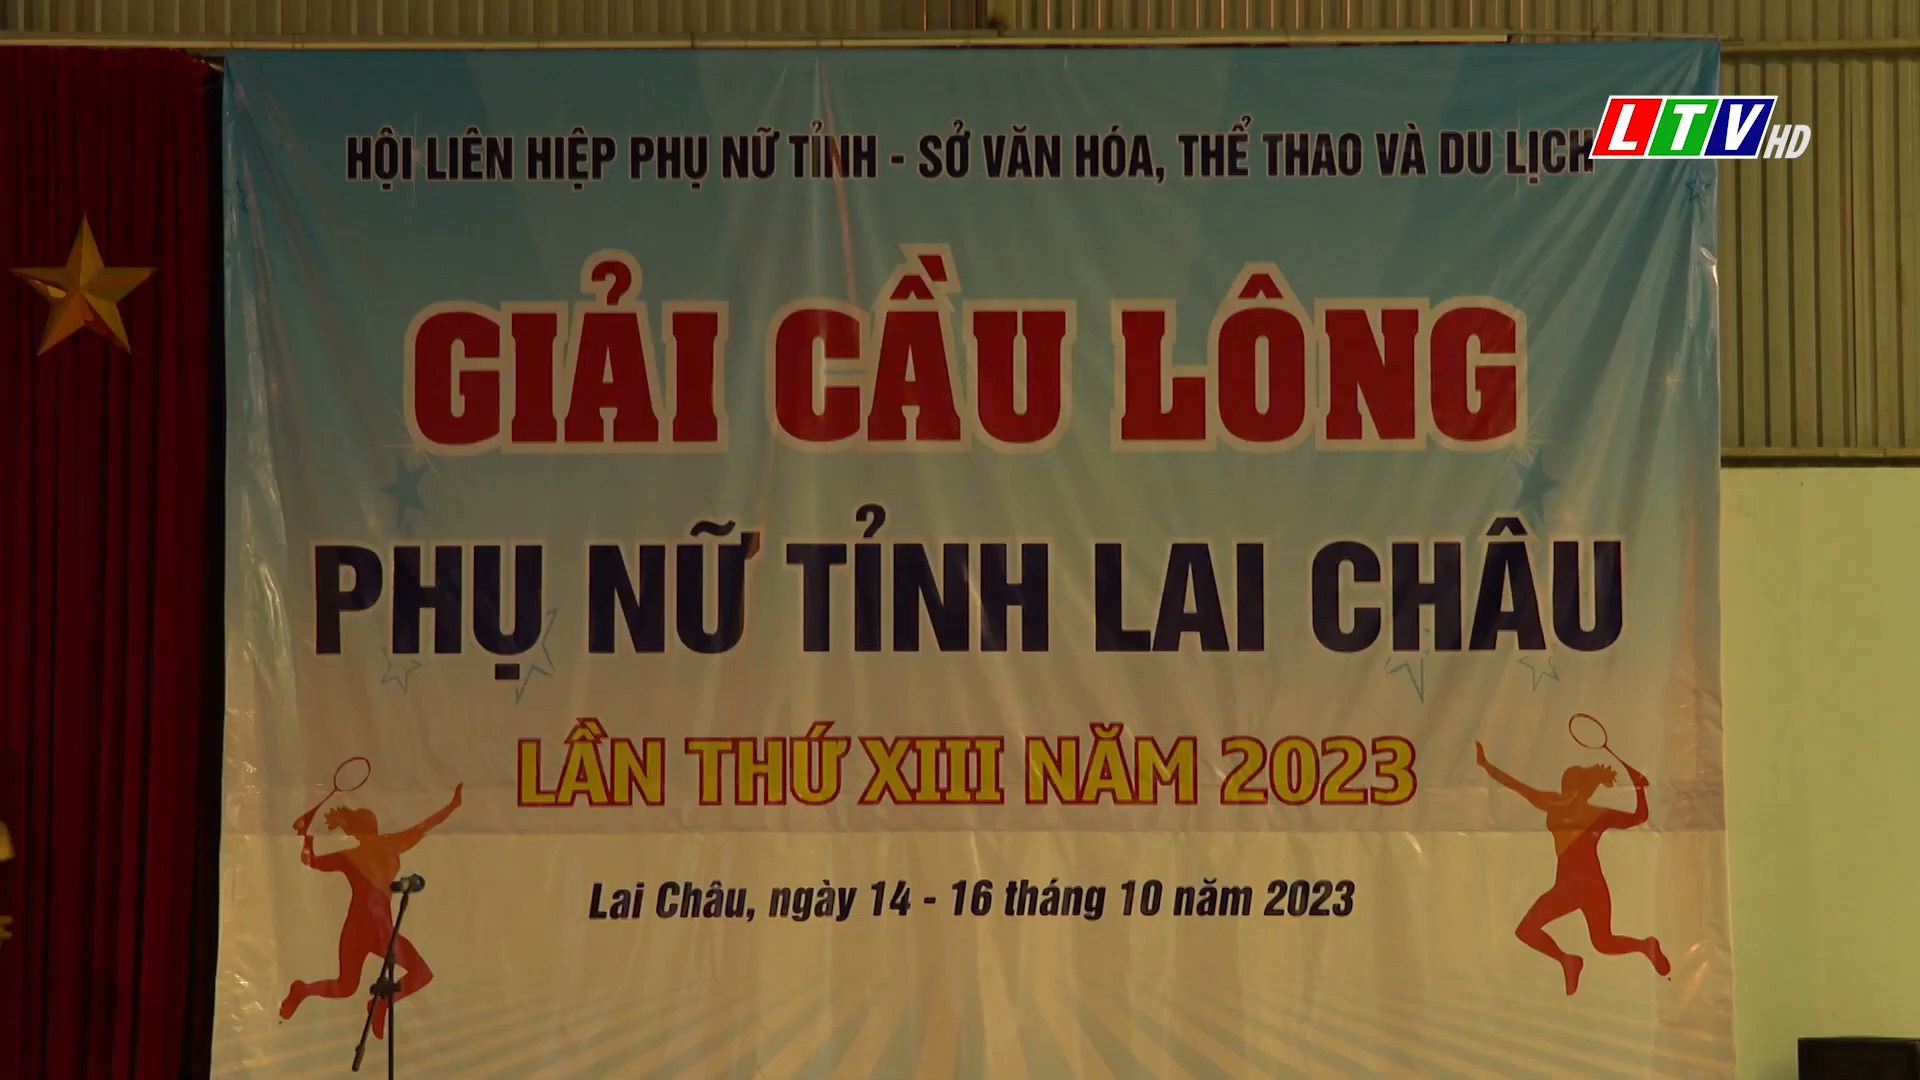 HỘI LIÊN HIỆP PHỤ NỮ TỈNH - SỞ VĂN HÓA, THỂ THAO VÀ DU LỊCH
LTV HD
GIẢI CẦU LÔNG
PHỤ NỮ TỈNH LAI CHÂU
LẦN THỨ XIII NĂM 2023
Lai Châu, ngày 14 - 16 tháng 10 năm 2023